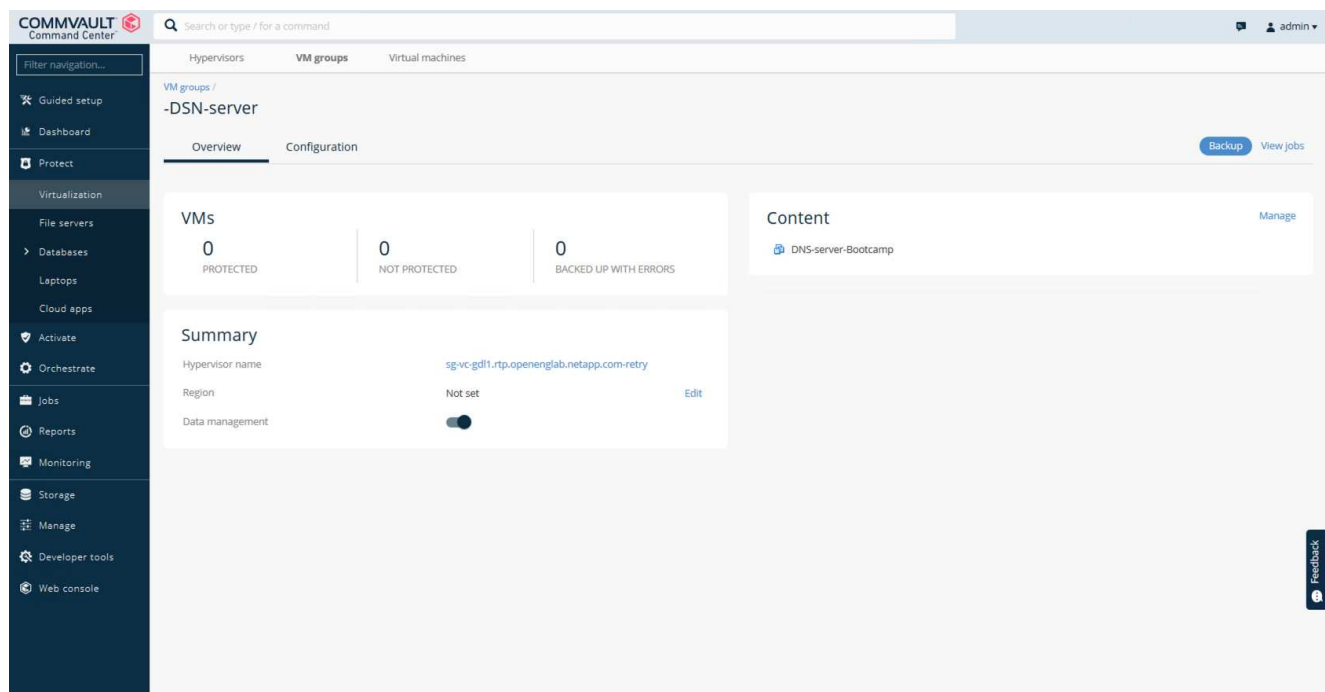 COMMVAULT
Command Center™
Search or type / for a command
admin
Filter navigation...
Guided setup
Dashboard
Protect
Virtualization
File servers
Databases
Laptops
Cloud apps
Activate
Orchestrate
Jobs
Reports
Monitoring
Storage
Manage
Developer tools
Web console
Hypervisors VM groups Virtual machines
VM groups /
-DSN-server
Overview Configuration
Backup View jobs
VMs
0 0 0
PROTECTED NOT PROTECTED BACKED UP WITH ERRORS
Summary
Hypervisor name sg-vc-gdl1.rtp.openenglab.netapp.com-retry
Region Not set Edit
Data management
Content Manage
DNS-server-Bootcamp
Feedback